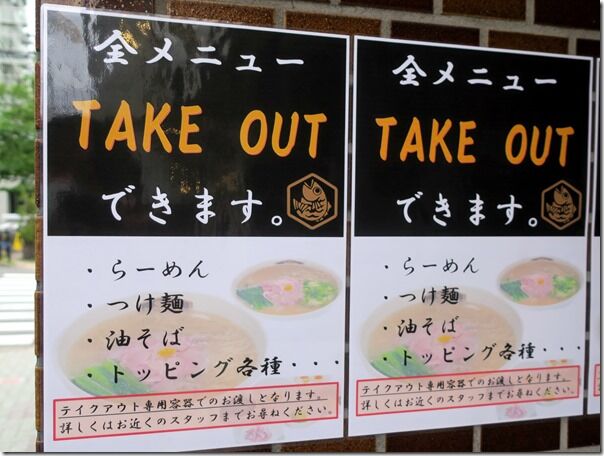 全メニュー
TAKE OUT
できます。
・らーめん
・つけ麺
・油そば
・トッピング各種・・・
テイクアウト専用容器でのお渡しとなります。
詳しくはお近くのスタッフまでお尋ねください。
全メニュー
TAKE OUT
できます。
・らーめん
・つけ麺
・油そば
・トッピング各種・・・
テイクアウト専用容器でのお渡しとなります。
詳しくはお近くのスタッフまでお尋ねください。